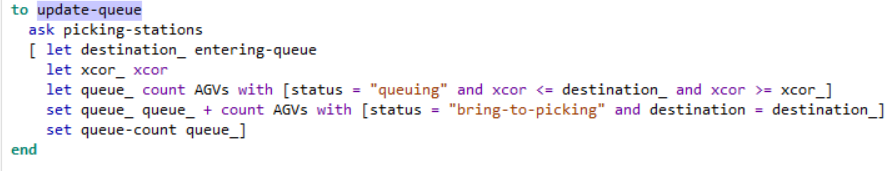 to update-queue
ask picking-stations
[ let destination_ entering-queue
let xcor_ xcor
let queue_ count AGVs with [status = "queuing" and xcor <= destination_ and xcor >= xcor_]
set queue_ queue_ + count AGVs with [status = "bring-to-picking" and destination = destination_]
set queue-count queue_]
end